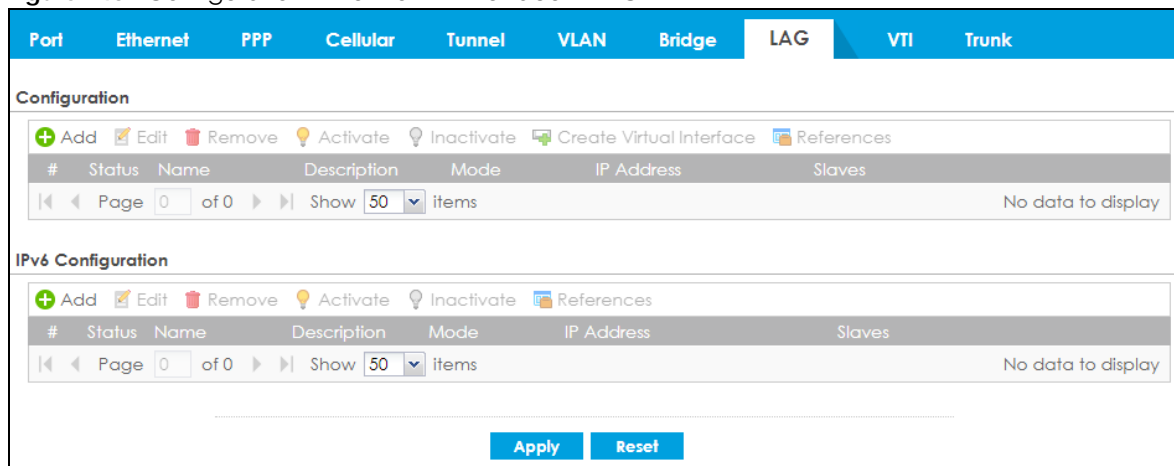 Port Ethernet PPP Cellular Tunnel VLAN Bridge LAG VTI Trunk
Configuration
Add Edit Remove Activate Inactivate Create Virtual Interface References
# Status Name Description Mode IP Address Slaves
Page 0 of 0 Show 50 items No data to display
IPv6 Configuration
Add Edit Remove Activate Inactivate References
# Status Name Description Mode IP Address Slaves
Page 0 of 0 Show 50 items No data to display
Apply Reset